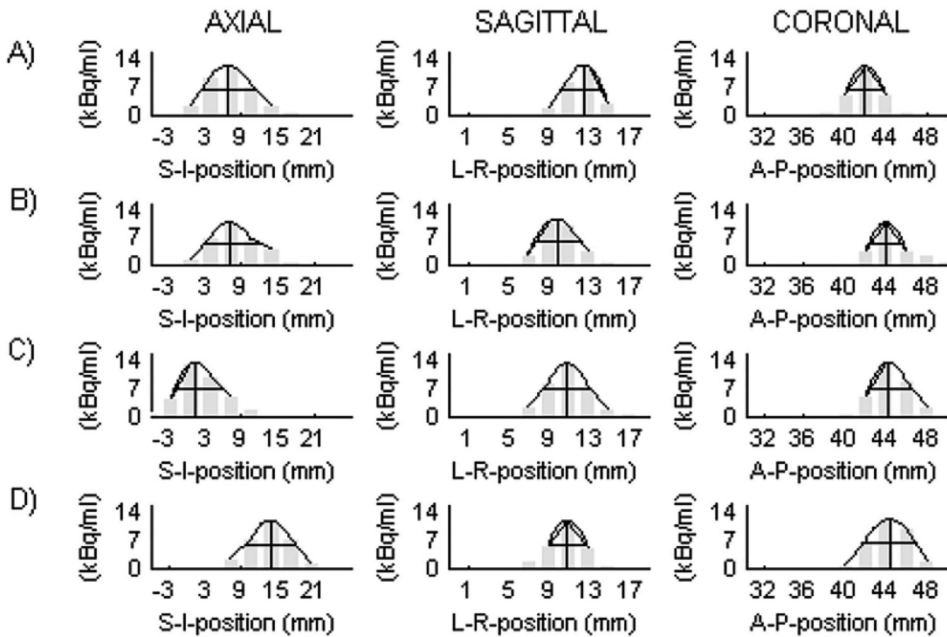 AXIAL SAGITTAL CORONAL
A)
(kBq/ml) 14 7 0 (kBq/ml) 14 7 0 (kBq/ml) 14 7 0
-3 3 9 15 21 1 5 9 13 17 32 36 40 44 48
S-I-position (mm) L-R-position (mm) A-P-position (mm)
B)
(kBq/ml) 14 7 0 (kBq/ml) 14 7 0 (kBq/ml) 14 7 0
-3 3 9 15 21 1 5 9 13 17 32 36 40 44 48
S-I-position (mm) L-R-position (mm) A-P-position (mm)
C)
(kBq/ml) 14 7 0 (kBq/ml) 14 7 0 (kBq/ml) 14 7 0
-3 3 9 15 21 1 5 9 13 17 32 36 40 44 48
S-I-position (mm) L-R-position (mm) A-P-position (mm)
D)
(kBq/ml) 14 7 0 (kBq/ml) 14 7 0 (kBq/ml) 14 7 0
-3 3 9 15 21 1 5 9 13 17 32 36 40 44 48
S-I-position (mm) L-R-position (mm) A-P-position (mm)